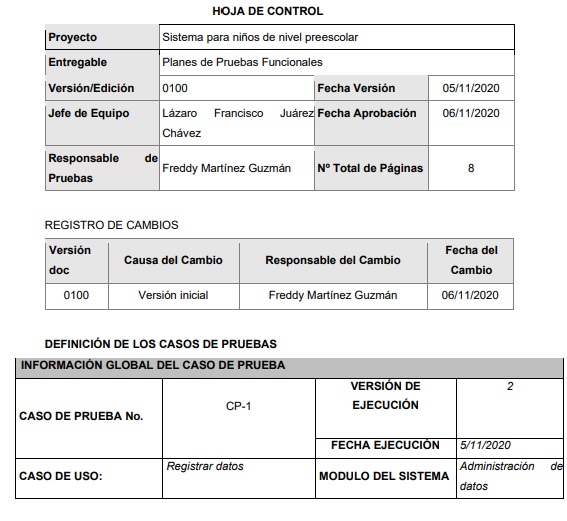 HOJA DE CONTROL
Proyecto Sistema para niños de nivel preescolar
Entregable Planes de Pruebas Funcionales
Versión/Edición 0100 Fecha Versión 05/11/2020
Jefe de Equipo Lázaro Francisco Juárez Fecha Aprobación 06/11/2020
Chávez
Responsable de
Pruebas Freddy Martínez Guzmán Nº Total de Páginas 8
REGISTRO DE CAMBIOS
Versión
doc Causa del Cambio Responsable del Cambio Fecha del
Cambio
0100 Versión inicial Freddy Martínez Guzmán 06/11/2020
DEFINICIÓN DE LOS CASOS DE PRUEBAS
INFORMACIÓN GLOBAL DEL CASO DE PRUEBA
CASO DE PRUEBA No. CP-1 VERSIÓN DE
EJECUCIÓN 2
FECHA EJECUCIÓN 5/11/2020
CASO DE USO: Registrar datos MODULO DEL SISTEMA Administración de
datos